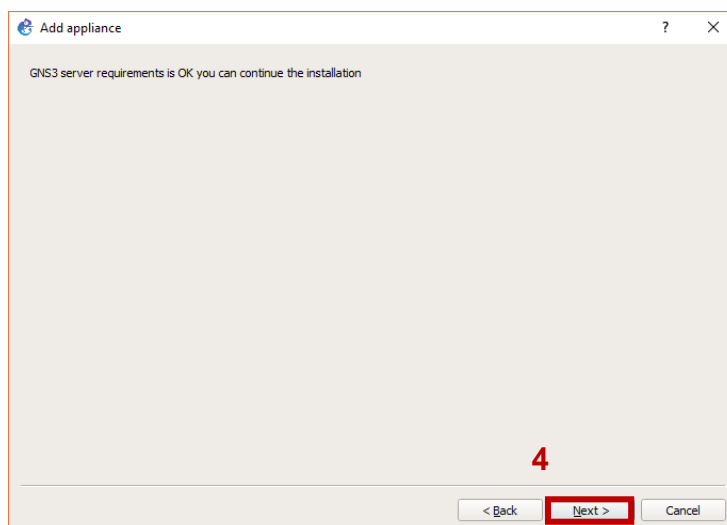 Add appliance ? X
GNS3 server requirements is OK you can continue the installation
4
< Back Next > Cancel